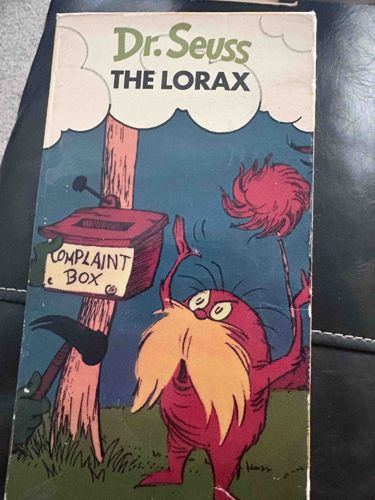 Dr. Seuss
THE LORAX
COMPLAINT
BOX